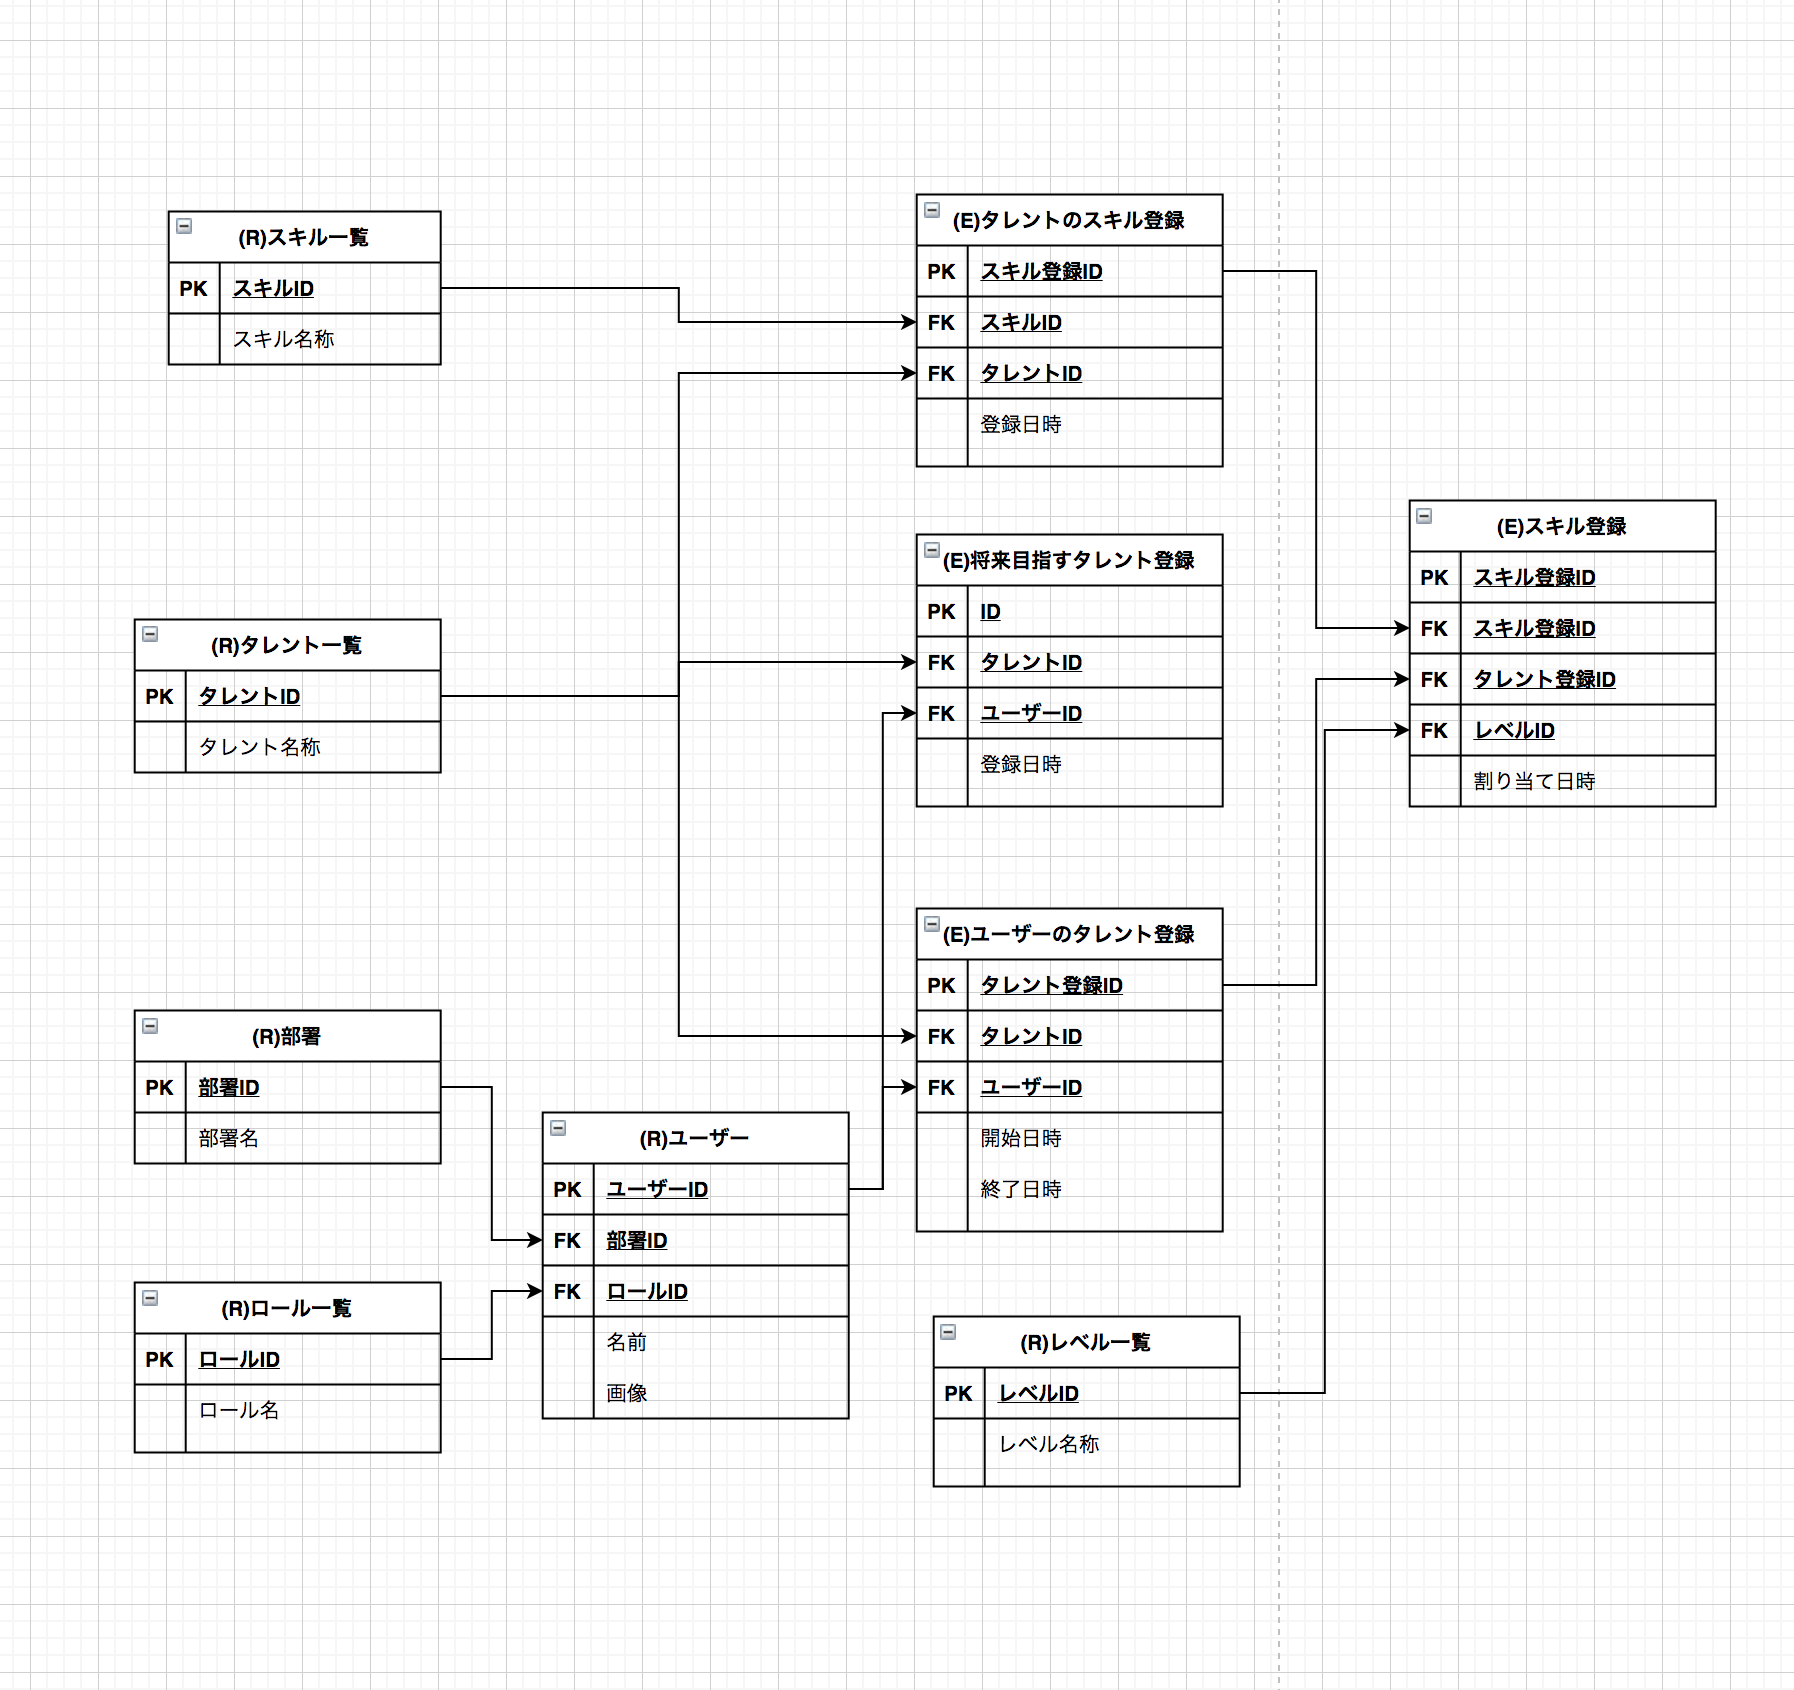 (R)スキル一覧
PK スキルID
スキル名称
(R)タレント一覧
PK タレントID
タレント名称
(R)部署
PK 部署ID
部署名
(R)ロール一覧
PK ロールID
ロール名
(R)ユーザー
PK ユーザーID
FK 部署ID
FK ロールID
名前
画像
(E)タレントのスキル登録
PK スキル登録ID
FK スキルID
FK タレントID
登録日時
(E)将来目指すタレント登録
PK ID
FK タレントID
FK ユーザーID
登録日時
(E)ユーザーのタレント登録
PK タレント登録ID
FK タレントID
FK ユーザーID
開始日時
終了日時
(R)レベル一覧
PK レベルID
レベル名称
(E)スキル登録
PK スキル登録ID
FK スキル登録ID
FK タレント登録ID
FK レベルID
割り当て日時